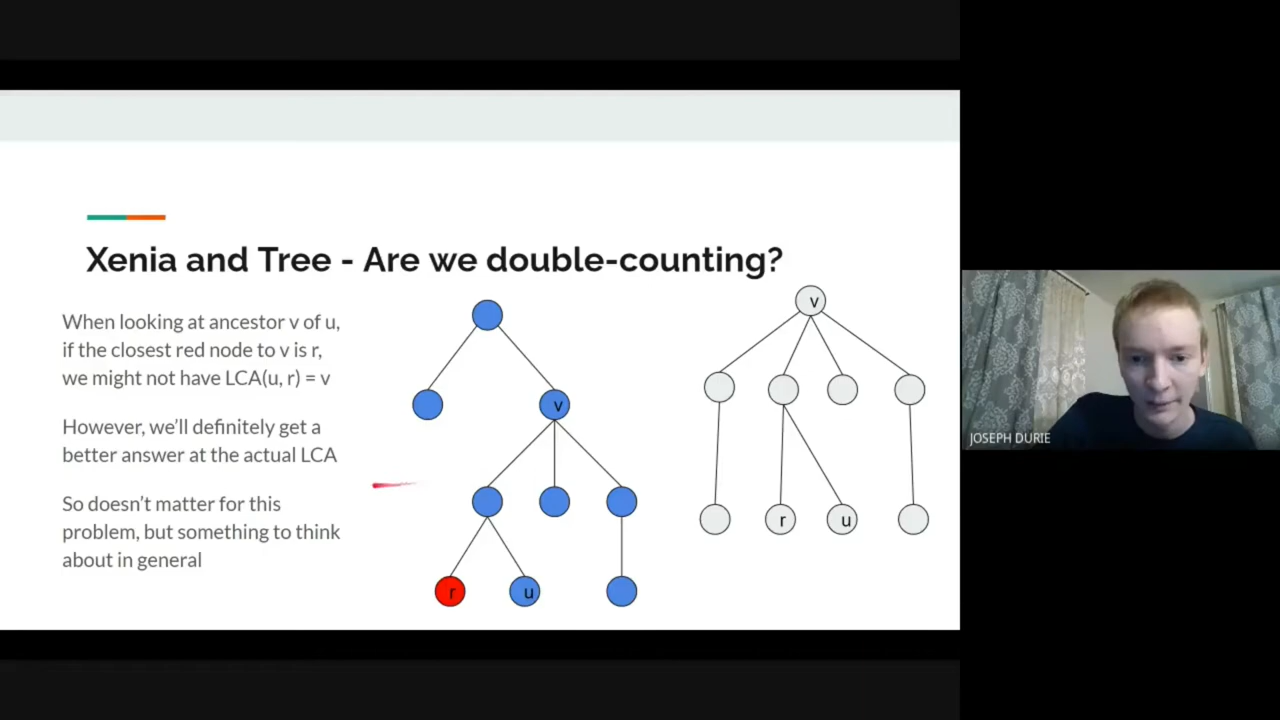 Xenia and Tree - Are we double-counting?
When looking at ancestor v of u,
if the closest red node to v is r,
we might not have LCA(u, r) = v
However, we'll definitely get a
better answer at the actual LCA
So doesn't matter for this
problem, but something to think
about in general
v
r
u
v
r
u
JOSEPH DURIE